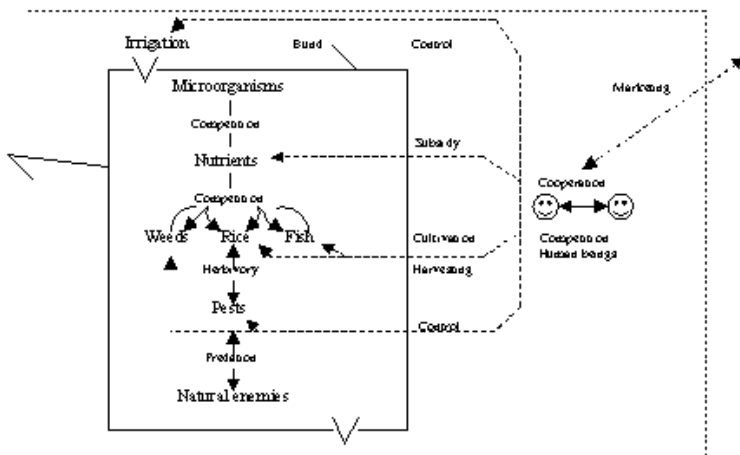 Irrigation
Bund
Control
Microorganisms
Marketing
Competition
Subsidy
Nutrients
Cooperation
Competition
Weeds
Rice
Fish
Cultivation
Competition
Human beings
Herbivory
Harvesting
Pests
Control
Predation
Natural enemies